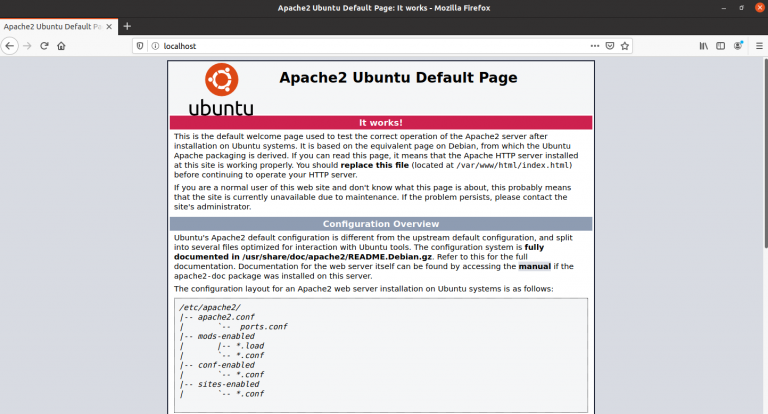 Apache2 Ubuntu Default Page: It works - Mozilla Firefox
Apache2 Ubuntu Default Pa
localhost
ubuntu
Apache2 Ubuntu Default Page
It works!
This is the default welcome page used to test the correct operation of the Apache2 server after
installation on Ubuntu systems. It is based on the equivalent page on Debian, from which the Ubuntu
Apache packaging is derived. If you can read this page, it means that the Apache HTTP server installed
at this site is working properly. You should replace this file (located at /var/www/html/index.html)
before continuing to operate your HTTP server.
If you are a normal user of this web site and don't know what this page is about, this probably means
that the site is currently unavailable due to maintenance. If the problem persists, please contact the
site's administrator.
Configuration Overview
Ubuntu's Apache2 default configuration is different from the upstream default configuration, and split
into several files optimized for interaction with Ubuntu tools. The configuration system is fully
documented in /usr/share/doc/apache2/README.Debian.gz. Refer to this for the full
documentation. Documentation for the web server itself can be found by accessing the manual if the
apache2-doc package was installed on this server.
The configuration layout for an Apache2 web server installation on Ubuntu systems is as follows:
/etc/apache2/
|-- apache2.conf
|       `--  ports.conf
|-- mods-enabled
|       |-- *.load
|       `-- *.conf
|-- conf-enabled
|       `-- *.conf
|-- sites-enabled
|       `-- *.conf